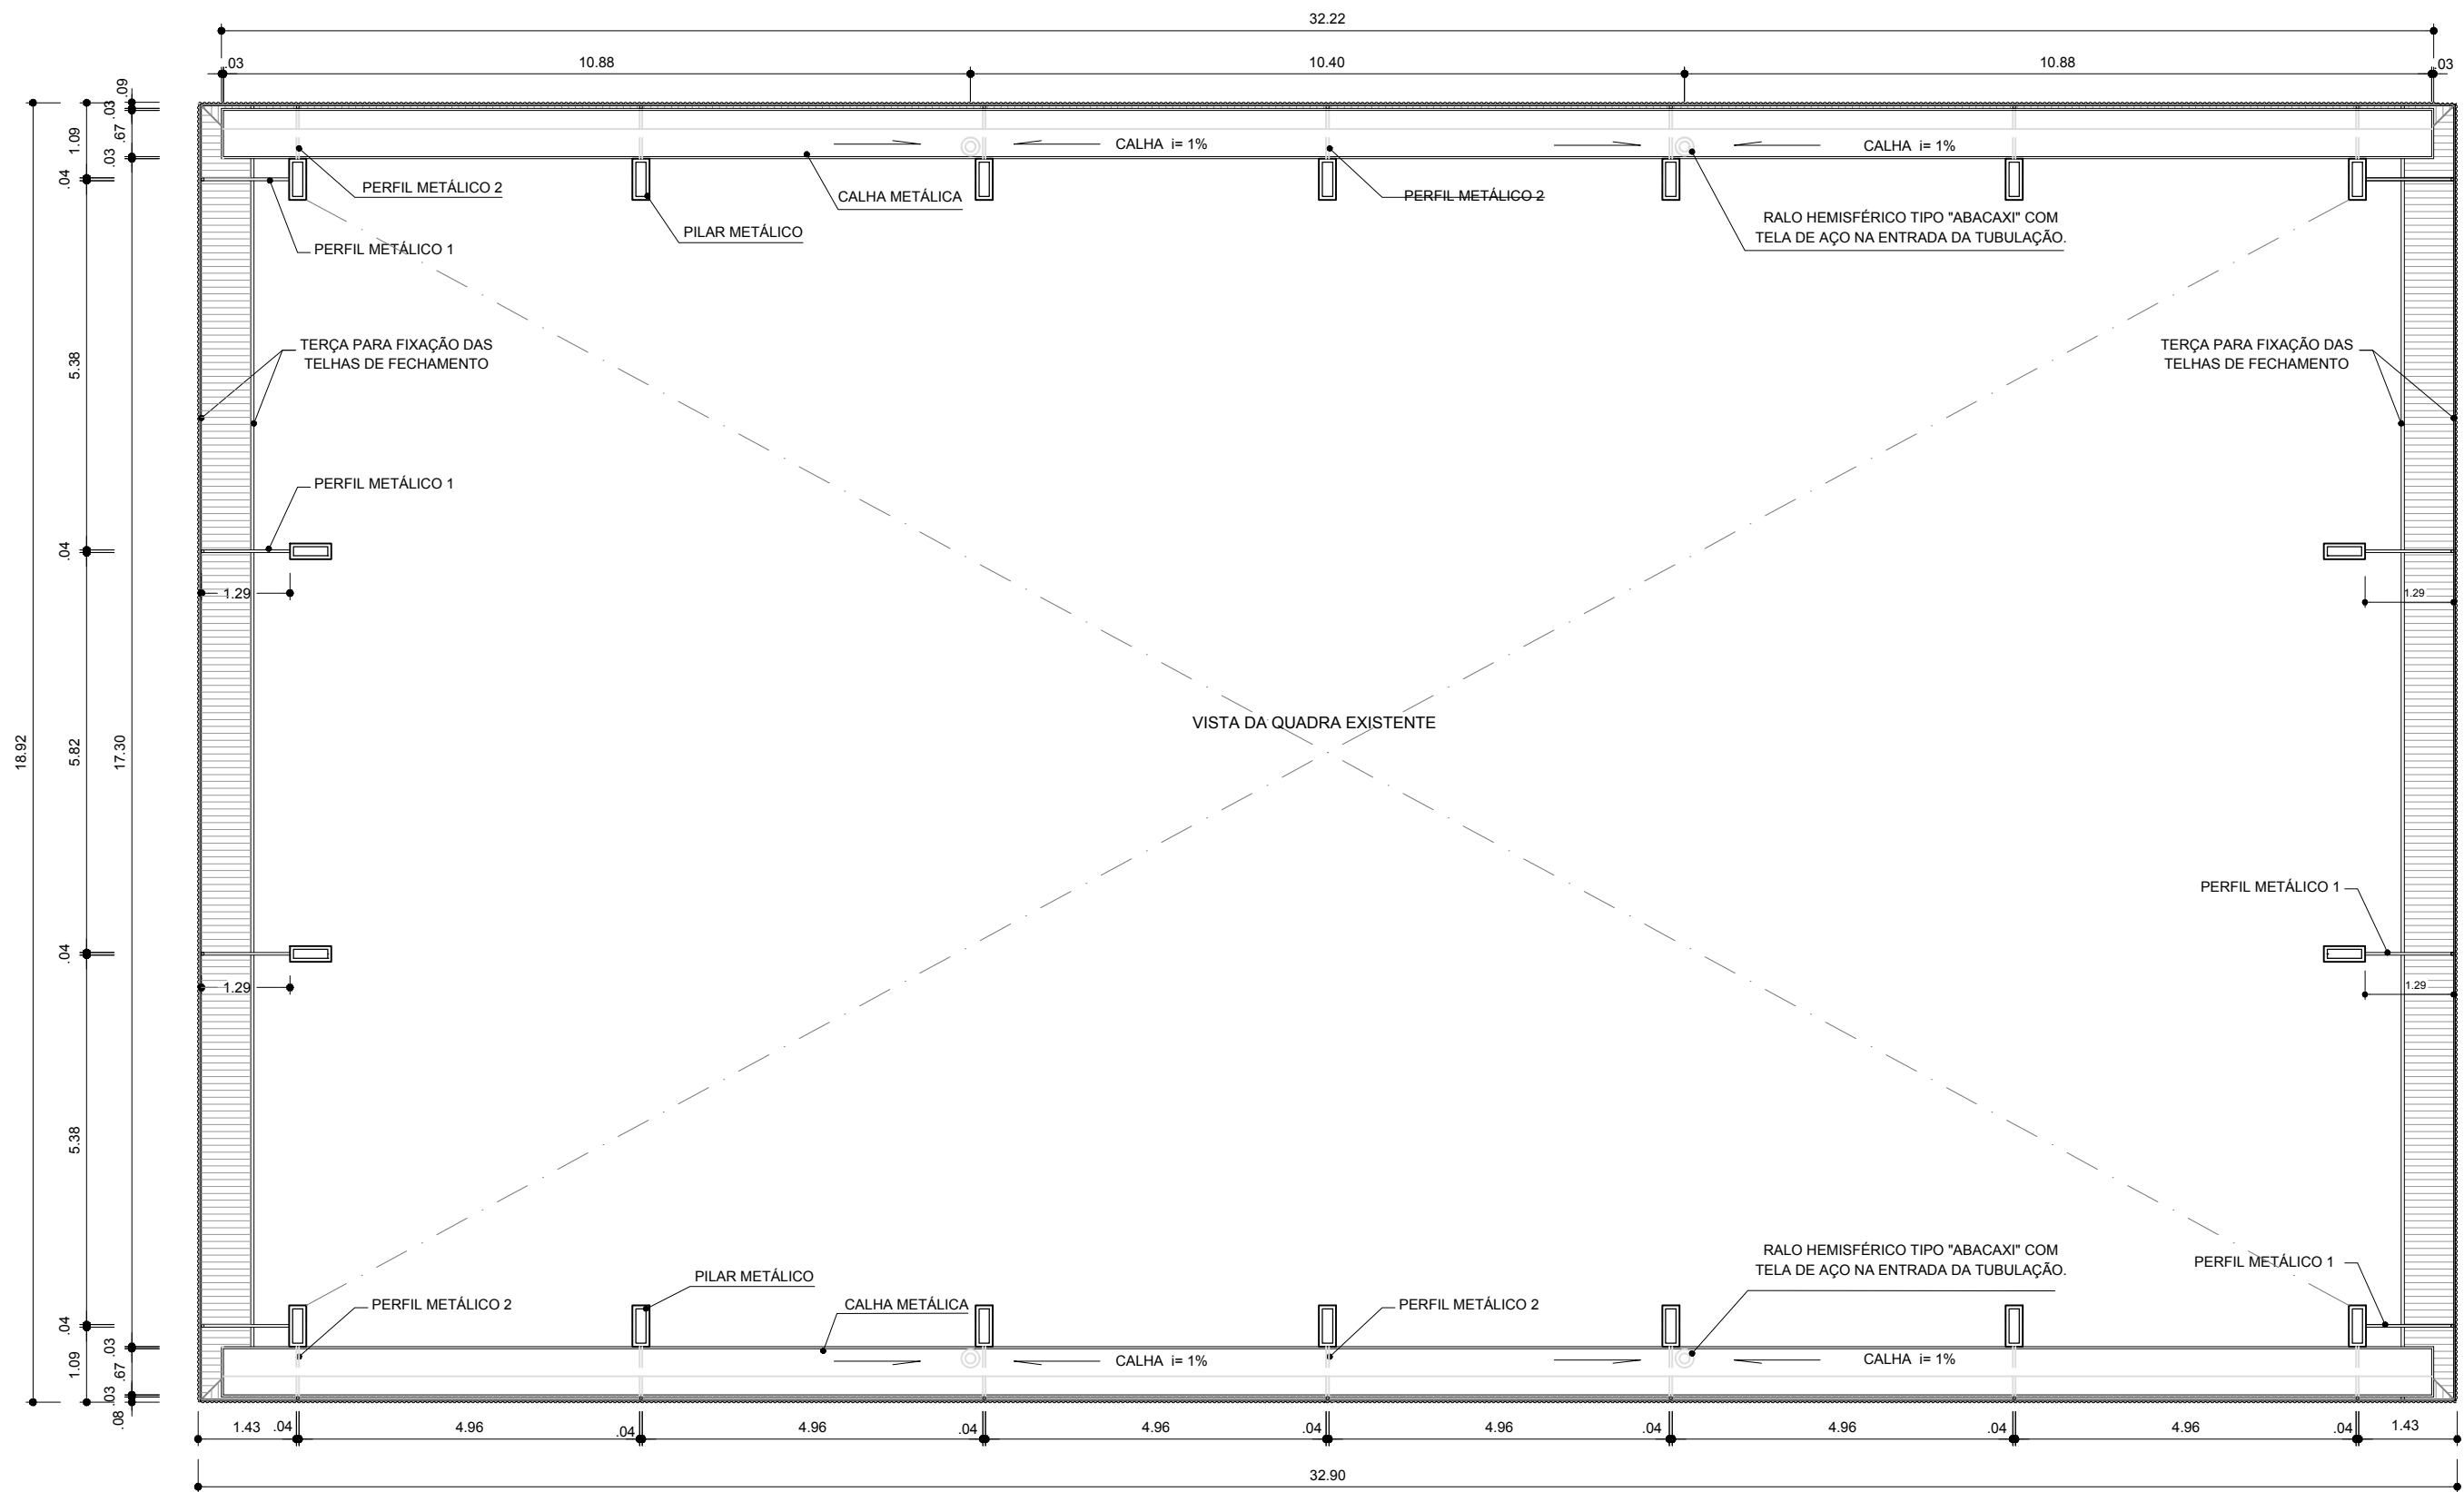 32.22
.03
10.88
10.40
10.88
.03
.09
.03
.67
.03
1.09
.04
CALHA i= 1%
CALHA i= 1%
PERFIL METÁLICO 2
CALHA METÁLICA
PERFIL METÁLICO 2
PILAR METÁLICO
RALO HEMISFÉRICO TIPO "ABACAXI" COM
TELA DE AÇO NA ENTRADA DA TUBULAÇÃO.
PERFIL METÁLICO 1
TERÇA PARA FIXAÇÃO DAS
TELHAS DE FECHAMENTO
TERÇA PARA FIXAÇÃO DAS
TELHAS DE FECHAMENTO
5.38
PERFIL METÁLICO 1
.04
1.29
1.29
VISTA DA QUADRA EXISTENTE
18.92
5.82
17.30
PERFIL METÁLICO 1
.04
1.29
1.29
5.38
RALO HEMISFÉRICO TIPO "ABACAXI" COM
TELA DE AÇO NA ENTRADA DA TUBULAÇÃO.
PERFIL METÁLICO 1
PILAR METÁLICO
PERFIL METÁLICO 2
CALHA METÁLICA
PERFIL METÁLICO 2
.04
.03
1.09
.67
.03
.08
CALHA i= 1%
CALHA i= 1%
1.43
.04
4.96
.04
4.96
.04
4.96
.04
4.96
.04
4.96
.04
4.96
.04
1.43
32.90